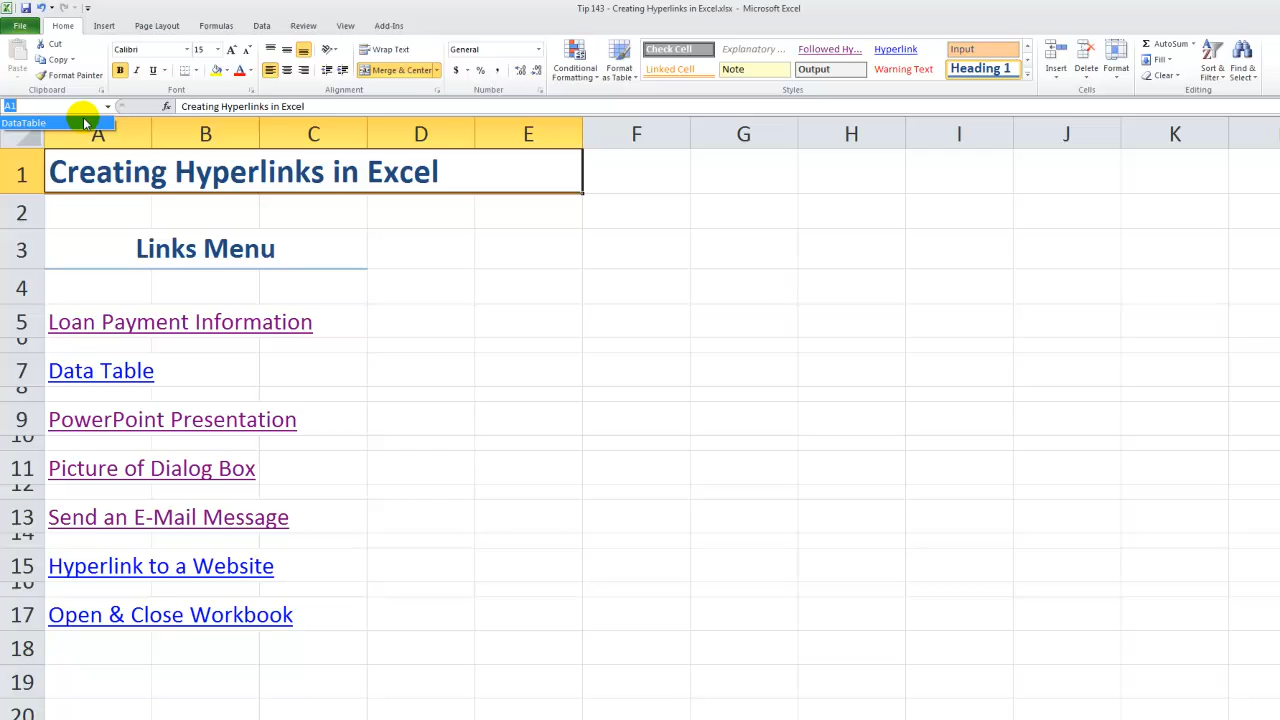 Tip 143 - Creating Hyperlinks in Excel.xlsx - Microsoft Excel
File Home Insert Page Layout Formulas Data Review View Add-Ins
Paste
Cut
Copy
Format Painter
Clipboard
Calibri 15
B I U
Font
Wrap Text
Merge & Center
Alignment
General
$ % ,
Number
Conditional Formatting
Format as Table
Check Cell Explanatory ... Followed Hy... Hyperlink Input
Linked Cell Note Output Warning Text Heading 1
Styles
Insert Delete Format
Cells
AutoSum
Fill
Clear
Sort & Filter
Find & Select
Editing
A1 fx Creating Hyperlinks in Excel
DataTable
A B C D E F G H I J K
1 Creating Hyperlinks in Excel
2
3 Links Menu
4
5 Loan Payment Information
6
7 Data Table
8
9 PowerPoint Presentation
10
11 Picture of Dialog Box
12
13 Send an E-Mail Message
14
15 Hyperlink to a Website
16
17 Open & Close Workbook
18
19
20